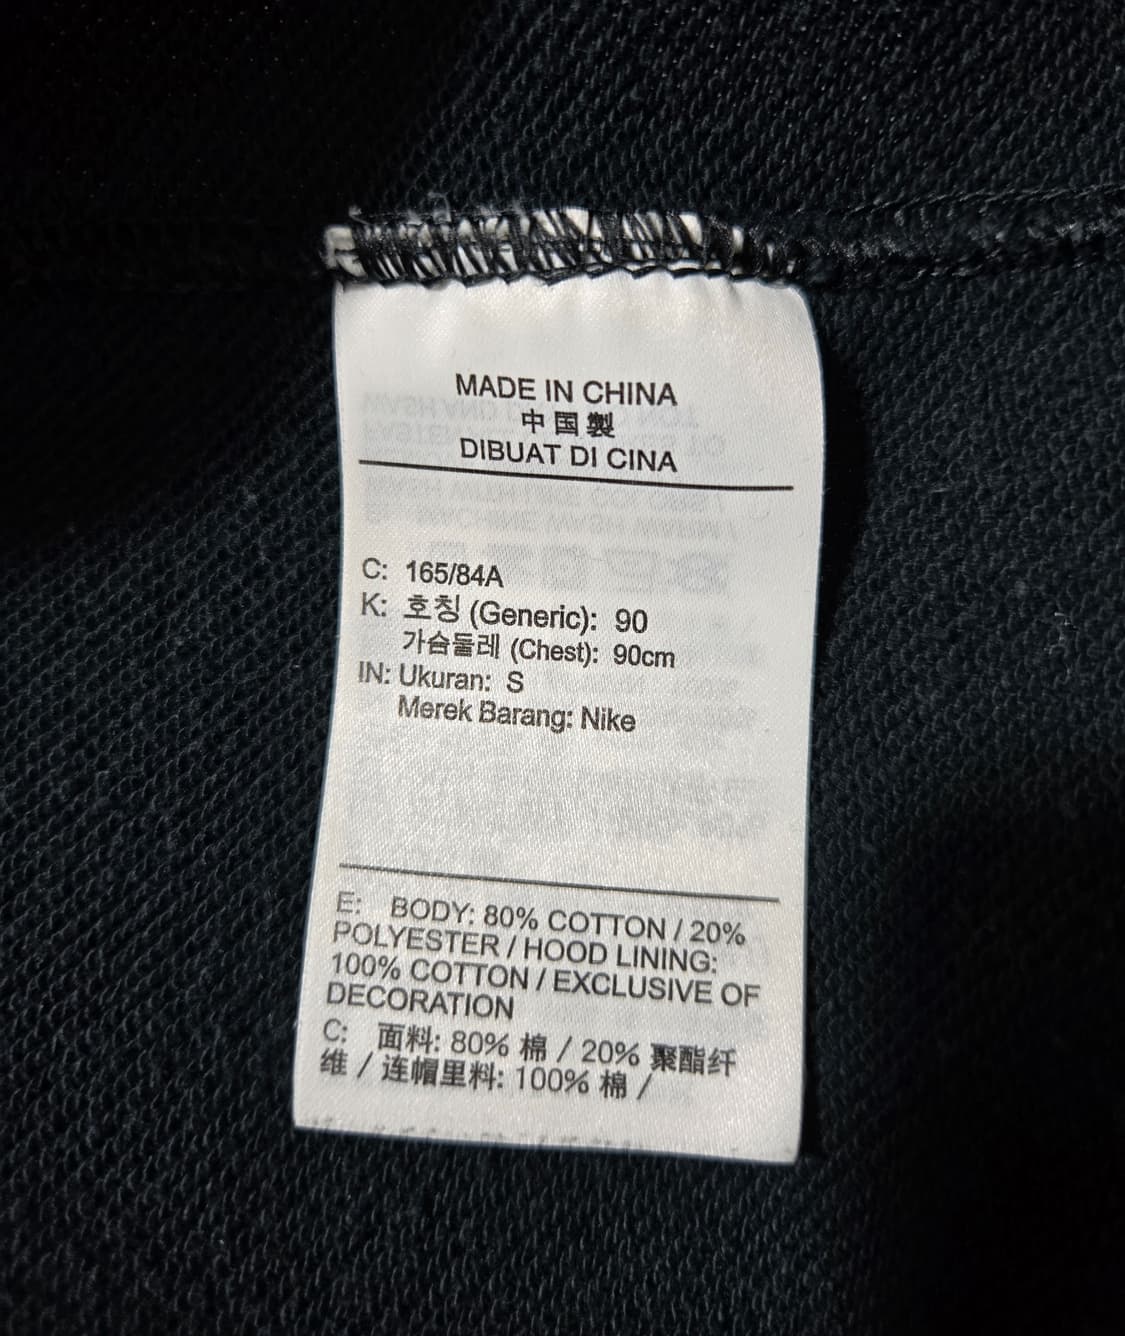 MADE IN CHINA
中国製
DIBUAT DI CINA
C: 165/84A
K: 호칭 (Generic): 90
가슴둘레 (Chest): 90cm
IN: Ukuran: S
Merek Barang: Nike
E: BODY: 80% COTTON / 20%
POLYESTER / HOOD LINING:
100% COTTON / EXCLUSIVE OF
DECORATION
C: 面料: 80% 棉 / 20% 聚酯纤
维 / 连帽里料: 100% 棉 /